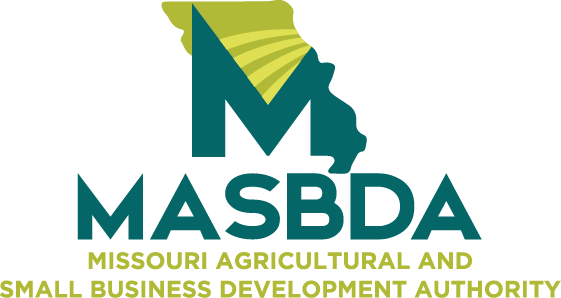 M
MASBDA
MISSOURI AGRICULTURAL AND
SMALL BUSINESS DEVELOPMENT AUTHORITY